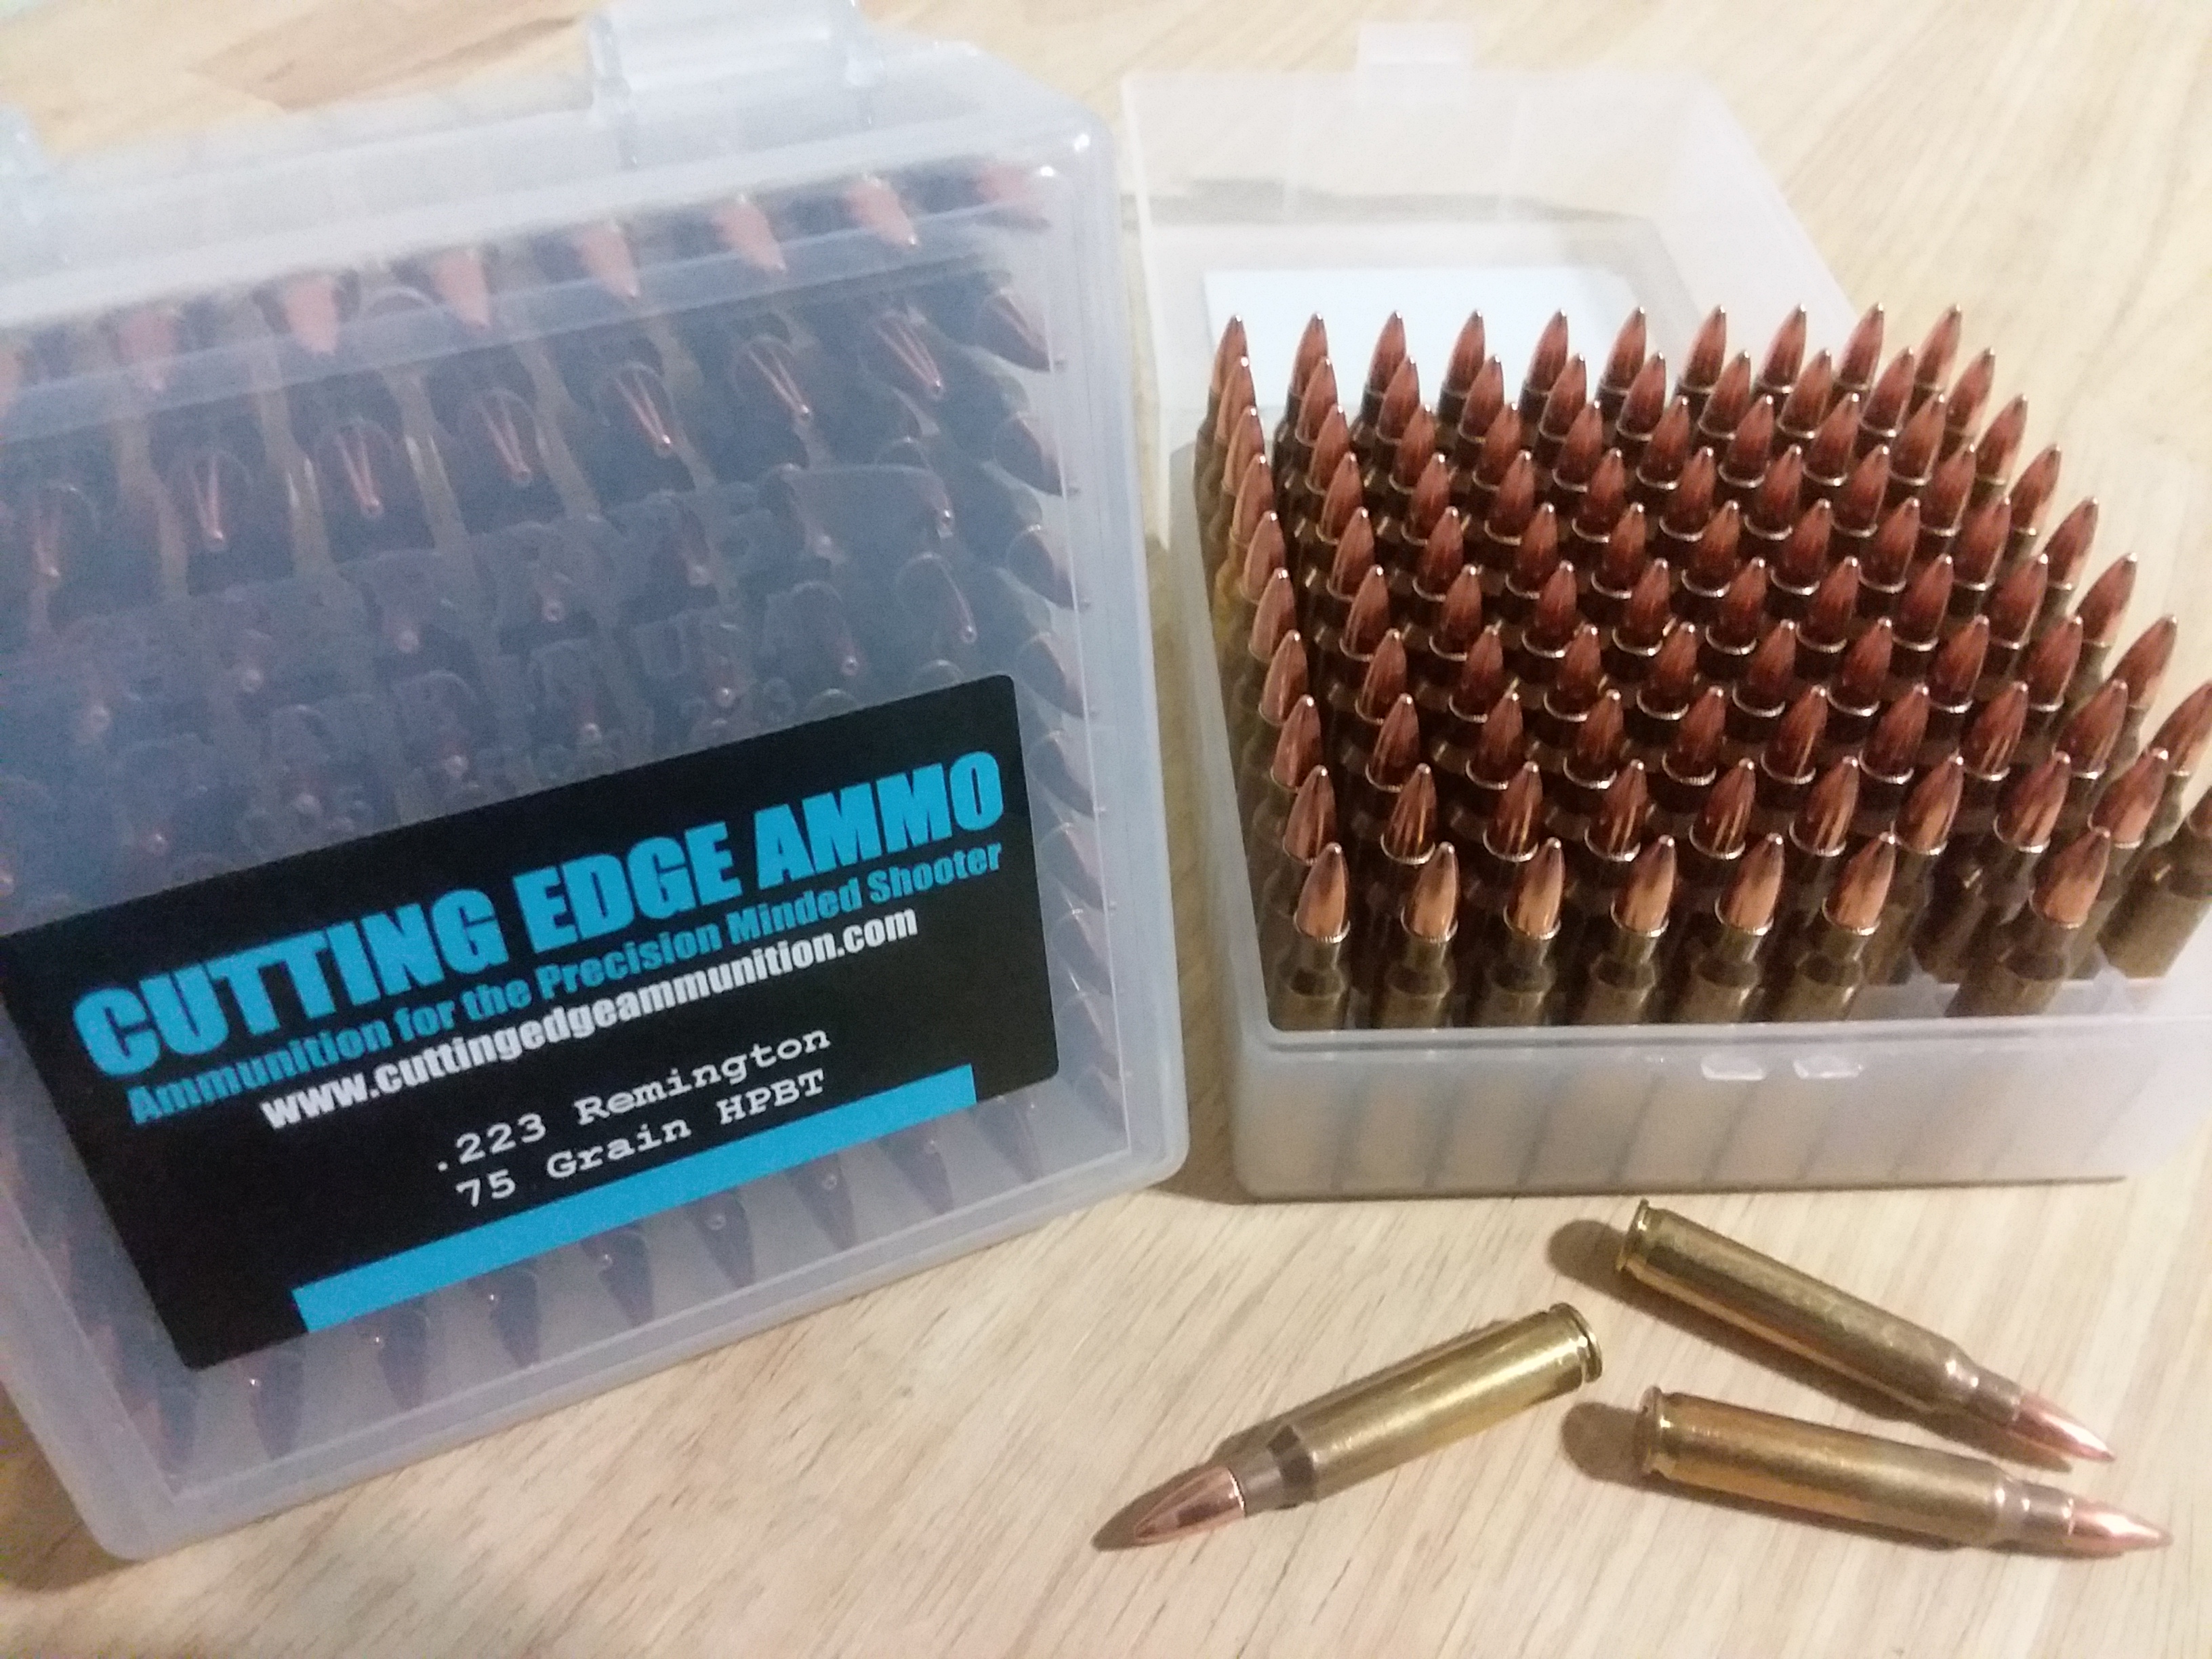 CUTTING EDGE AMMO
Ammunition for the Precision Minded Shooter
www.cuttingedgeammunition.com
.223 Remington
75 Grain HPBT